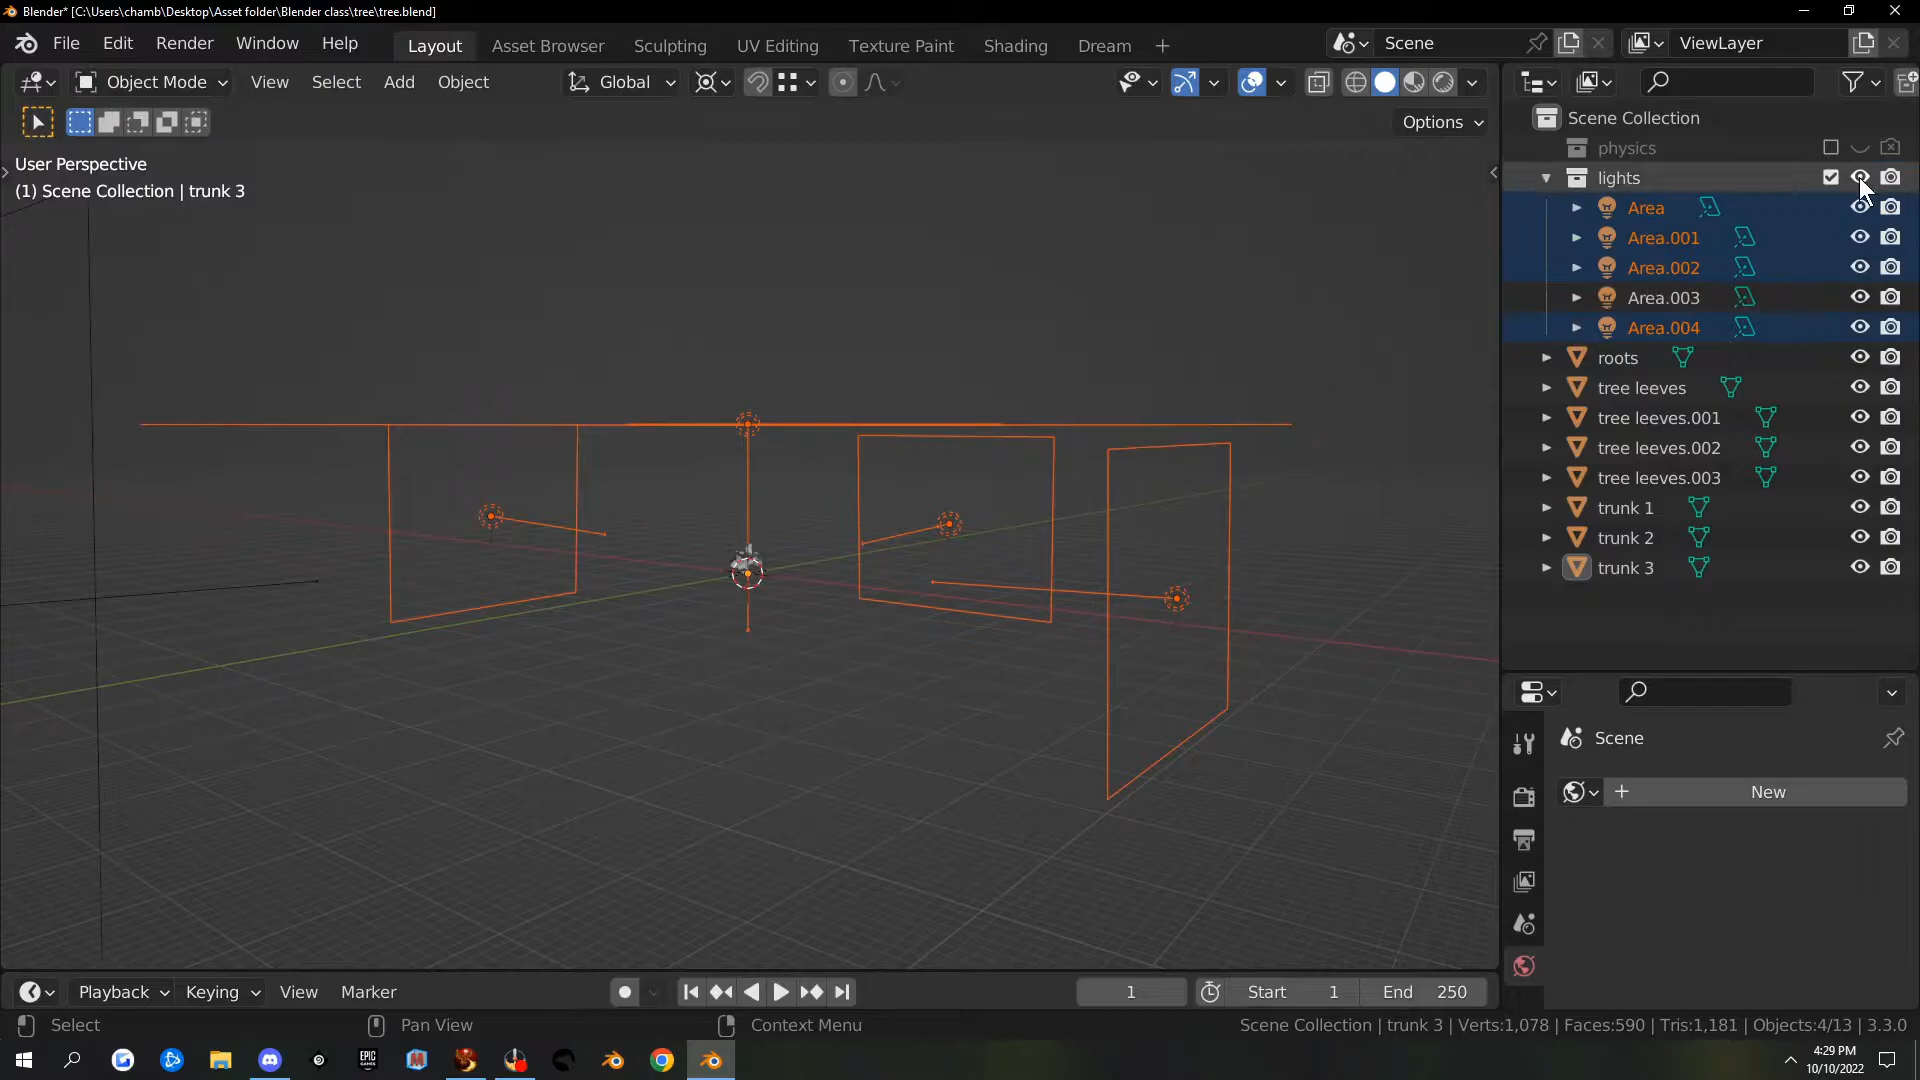 Blender* [C:\Users\chamb\Desktop\Asset folder\Blender class\tree\tree.blend]
File Edit Render Window Help Layout Asset Browser Sculpting UV Editing Texture Paint Shading Dream Scene ViewLayer
Object Mode View Select Add Object Global
Options
User Perspective
(1) Scene Collection | trunk 3
Scene Collection
physics
lights
Area
Area.001
Area.002
Area.003
Area.004
roots
tree leeves
tree leeves.001
tree leeves.002
tree leeves.003
trunk 1
trunk 2
trunk 3
Scene
New
Playback Keying View Marker 1 Start 1 End 250
Select Pan View Context Menu Scene Collection | trunk 3 | Verts:1,078 | Faces:590 | Tris:1,181 | Objects:4/13 | 3.3.0
EPIC GAMES
4:29 PM
10/10/2022